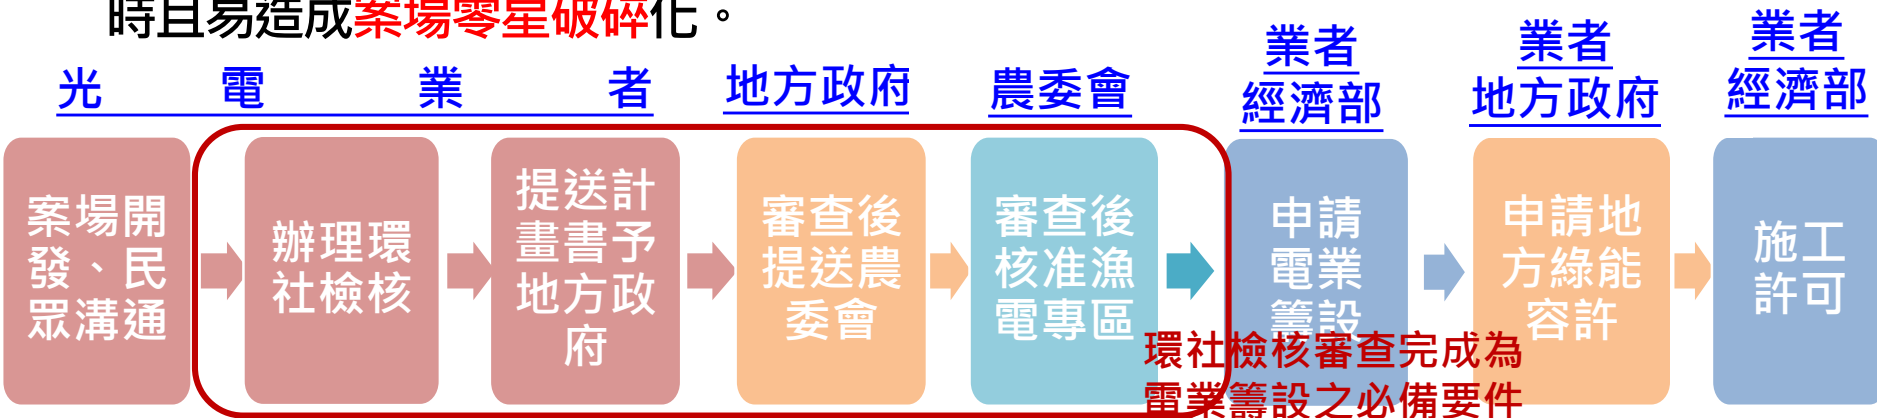 時且易造成案場零星破碎化。
光電業者
地方政府
農委會
業者
經濟部
業者
地方政府
業者
經濟部
案場開
發、民
眾溝通
辦理環
社檢核
提送計
畫書予
地方政
府
審查後
提送農
委會
審查後
核准漁
電專區
申請
電業
籌設
申請地
方綠能
容許
施工
許可
環社檢核審查完成為
電業籌設之必備要件